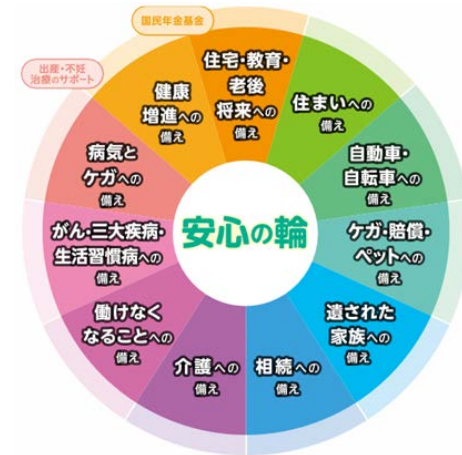 国民年金基金
出産・不妊
治療のサポート
住宅・教育・
老後
将来への
備え
住まいへの
備え
自動車・
自転車への
備え
ケガ・賠償・
ペットへの
備え
遺された
家族への
備え
相続への
備え
介護への
備え
働けなく
なることへの
備え
がん・三大疾病・
生活習慣病への
備え
病気と
ケガへの
備え
健康
増進への
備え
安心の輪